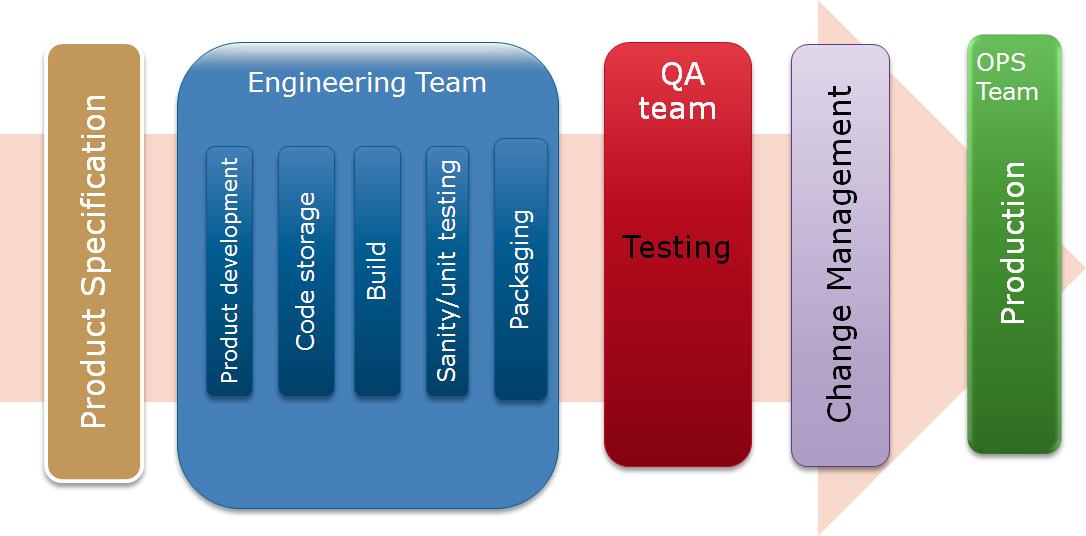 Product Specification
Engineering Team
Product development
Code storage
Build
Sanity/unit testing
Packaging
QA
team
Testing
Change Management
OPS
Team
Production